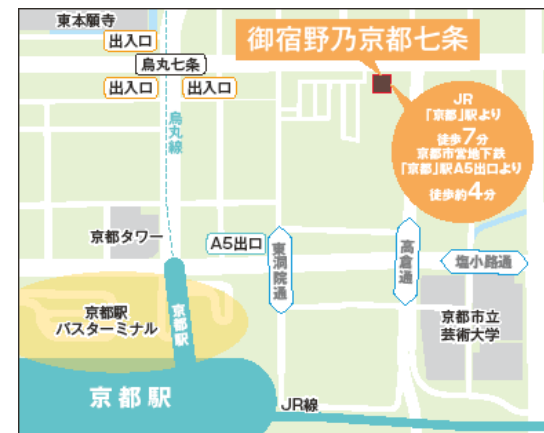 東本願寺
出入口
烏丸七条
出入口
出入口
烏丸線
御宿野乃京都七条
JR
「京都」駅より
徒歩7分
京都市営地下鉄
「京都」駅A5出口より
徒歩約4分
京都タワー
A5出口
東洞院通
高倉通
塩小路通
京都駅
バスターミナル
京都駅
京都市立
芸術大学
京都駅
JR線